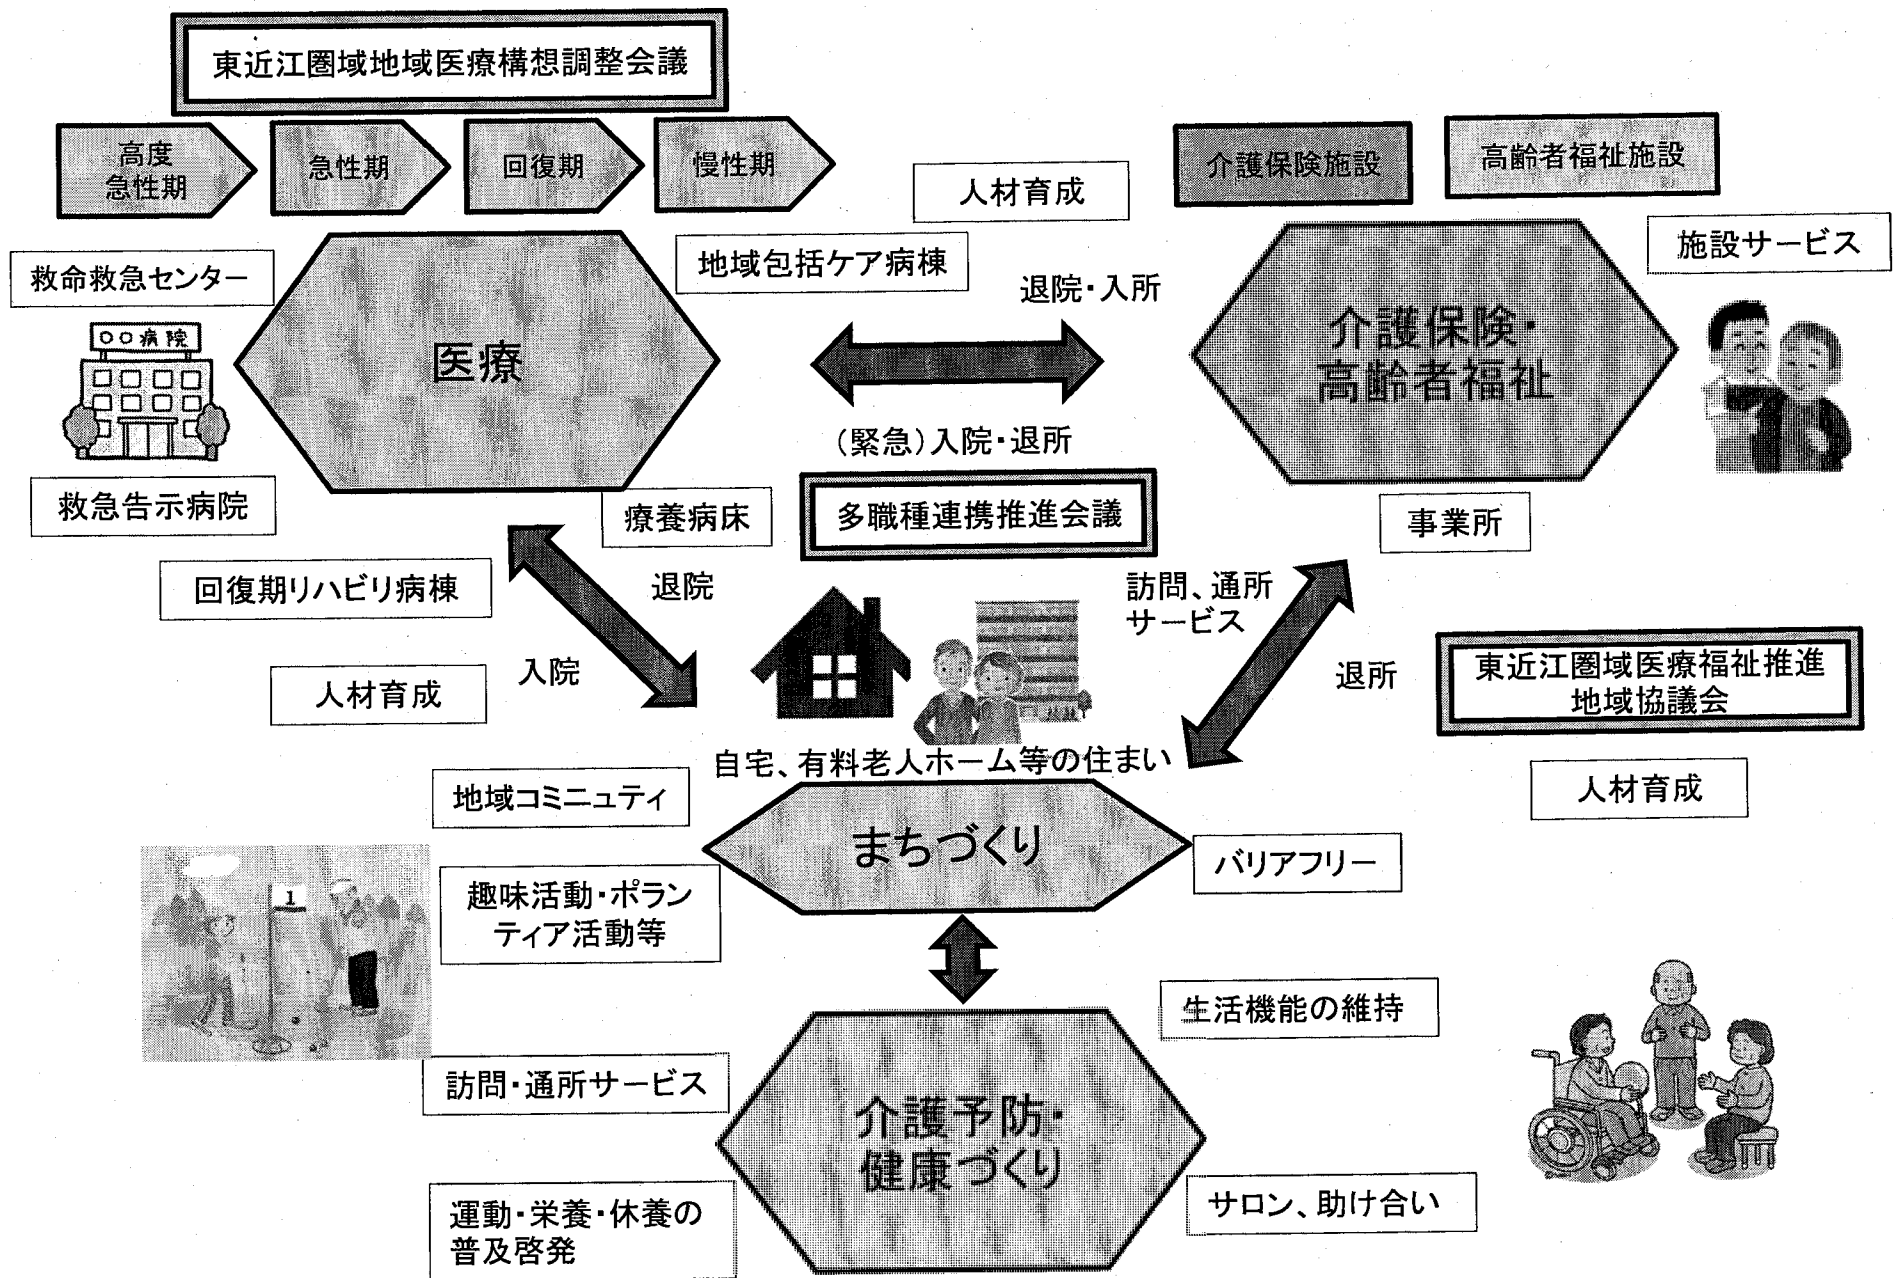 東近江圏域地域医療構想調整会議
高度
急性期
急性期
回復期
慢性期
人材育成
介護保険施設
高齢者福祉施設
救命救急センター
地域包括ケア病棟
退院・入所
施設サービス
〇〇病院
医療
介護保険・
高齢者福祉
(緊急)入院・退所
救急告示病院
療養病床
多職種連携推進会議
事業所
回復期リハビリ病棟
退院
訪問、通所
サービス
人材育成
入院
退所
東近江圏域医療福祉推進
地域協議会
自宅、有料老人ホーム等の住まい
地域コミニュティ
人材育成
まちづくり
バリアフリー
趣味活動・ポラン
ティア活動等
1
生活機能の維持
訪問・通所サービス
介護予防・
健康づくり
運動・栄養・休養の
普及啓発
サロン、助け合い